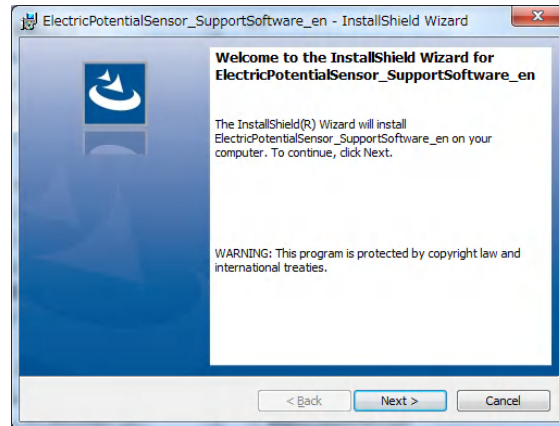 ElectricPotentialSensor_SupportSoftware_en - InstallShield Wizard
Welcome to the InstallShield Wizard for
ElectricPotentialSensor_SupportSoftware_en
The InstallShield(R) Wizard will install
ElectricPotentialSensor_SupportSoftware_en on your
computer. To continue, click Next.
WARNING: This program is protected by copyright law and
international treaties.
< Back
Next >
Cancel